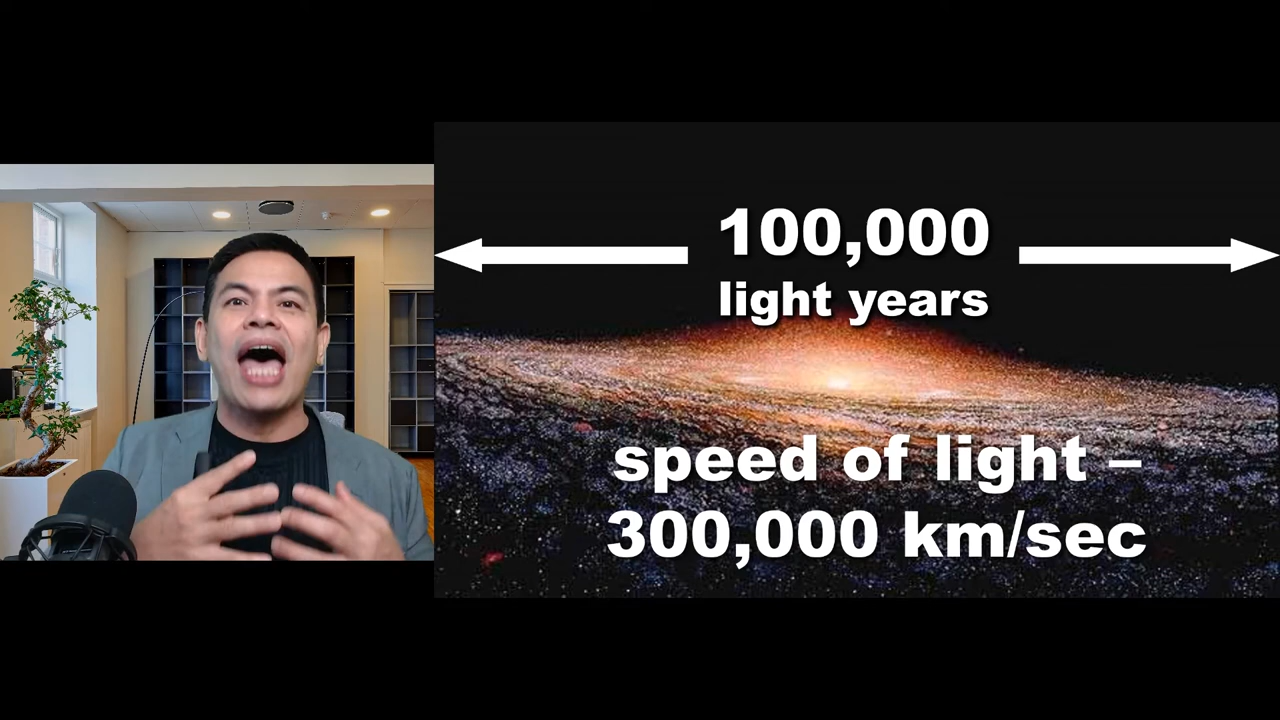 100,000
light years
speed of light –
300,000 km/sec